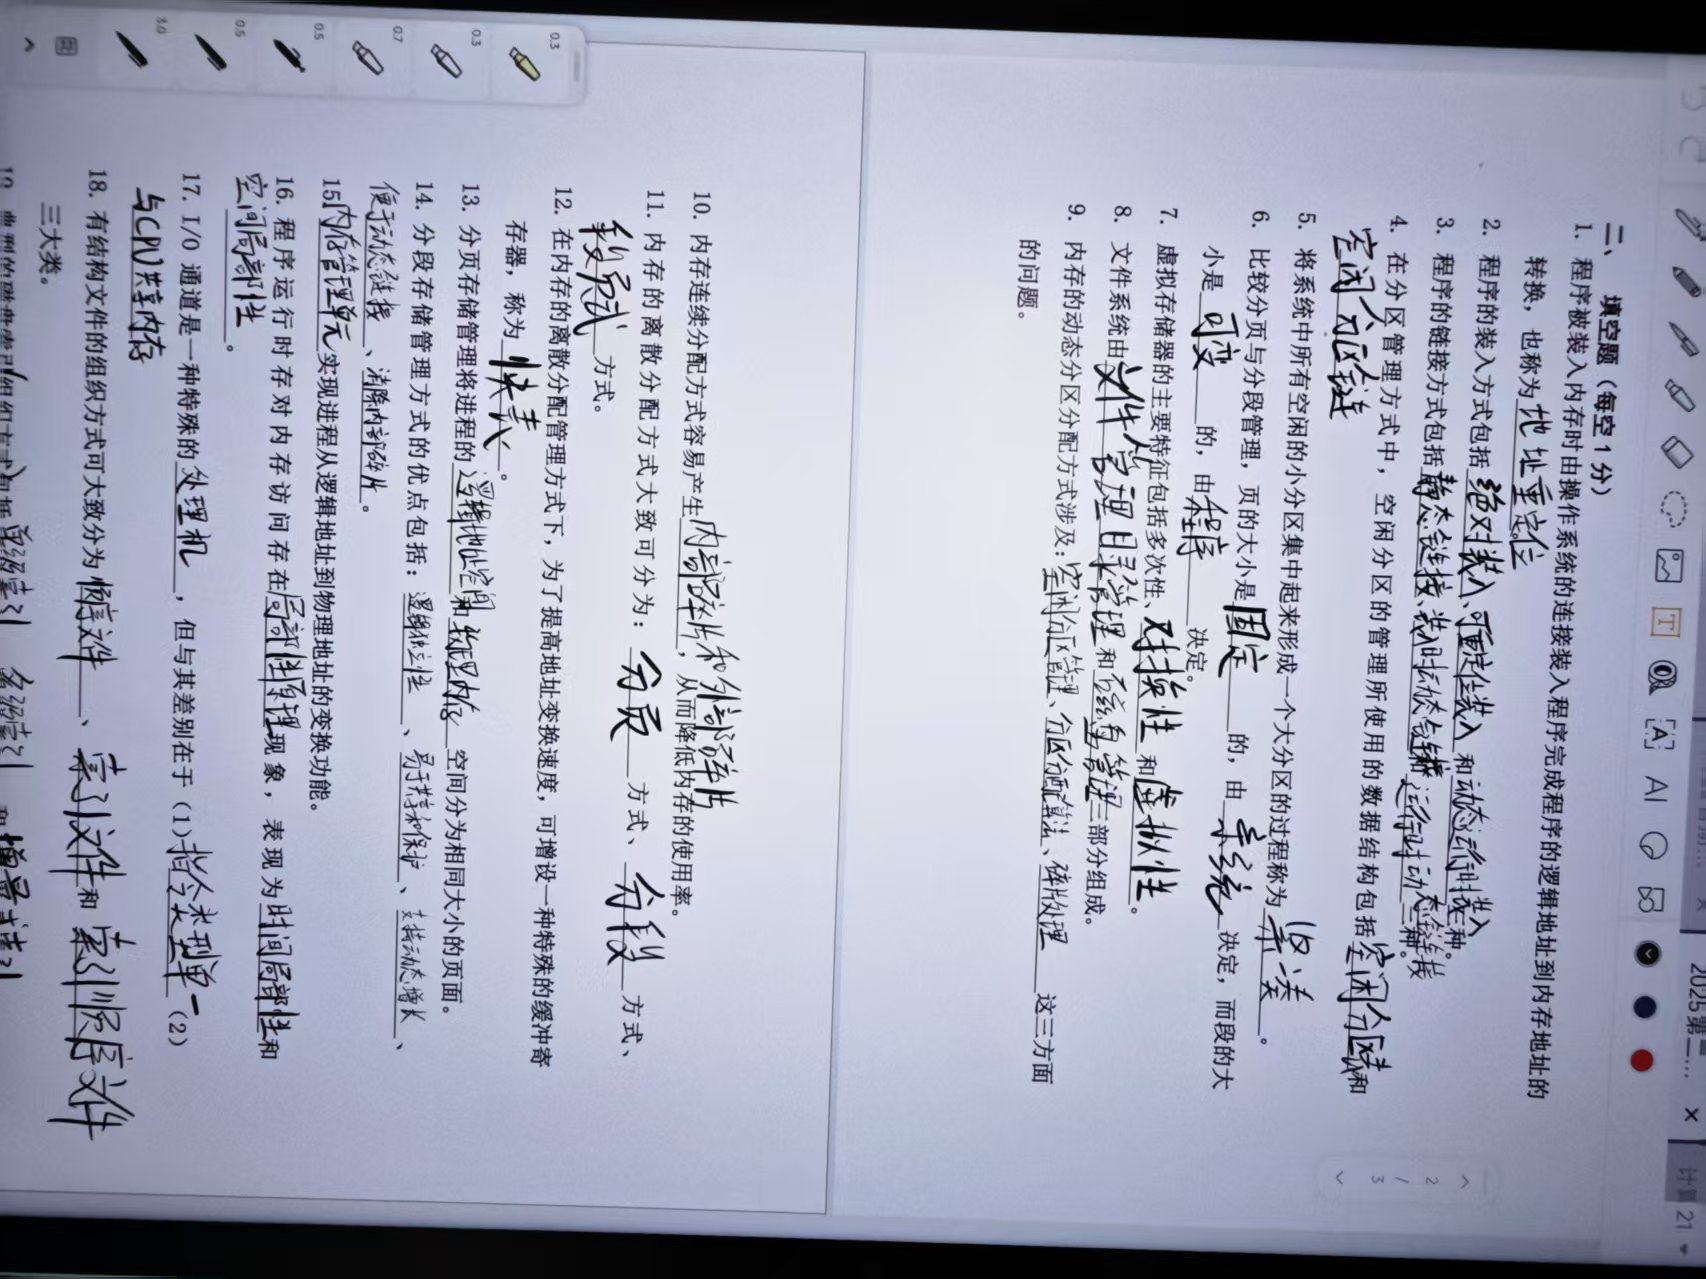 2025第二…
×
计算
21
2 / 3
二、 填空题（每空 1 分）
1. 程序被装入内存时由操作系统的连接装入程序完成程序的逻辑地址到内存地址的
转换，也称为地址重定位
2. 程序的装入方式包括绝对装入、可重定位装入和动态运行时装入三种。
3. 程序的链接方式包括静态链接、装入时动态链接、运行时动态链接三种。
4. 在分区管理方式中，空闲分区的管理所使用的数据结构包括空闲分区表和
空闲分区链
5. 将系统中所有空闲的小分区集中起来形成一个大分区的过程称为紧凑。
6. 比较分页与分段管理，页的大小是固定的，由系统决定，而段的大
小是可变的，由程序决定。
7. 虚拟存储器的主要特征包括多次性、对换性和虚拟性。
8. 文件系统由文件管理、目录管理和三部分组成。
9. 内存的动态分区分配方式涉及：空闲分区管理、分区分配算法、碎片处理这三方面
的问题。
10. 内存连续分配方式容易产生内部碎片和外部碎片，从而降低内存的使用率。
11. 内存的离散分配方式大致可分为：分页方式、分段方式、
段页式方式。
12. 在内存的离散分配管理方式下，为了提高地址变换速度，可增设一种特殊的缓冲寄
存器，称为快表。
13. 分页存储管理将进程的逻辑地址空间和物理内存空间分为相同大小的页面。
14. 分段存储管理方式的优点包括：逻辑独立性、易于共享和保护、支持动态增长、
便于动态链接、消除内部碎片。
15. 内存管理单元实现进程从逻辑地址到物理地址的变换功能。
16. 程序运行时存对内存访问存在局部性原理现象，表现为时间局部性和
空间局部性。
17. I/O 通道是一种特殊的处理机，但与其差别在于（1）指令类型单一（2）
与CPU共享内存
18. 有结构文件的组织方式可大致分为顺序文件、索引文件和索引顺序文件
三大类。
0.3
0.3
0.7
0.5
0.5
3.0